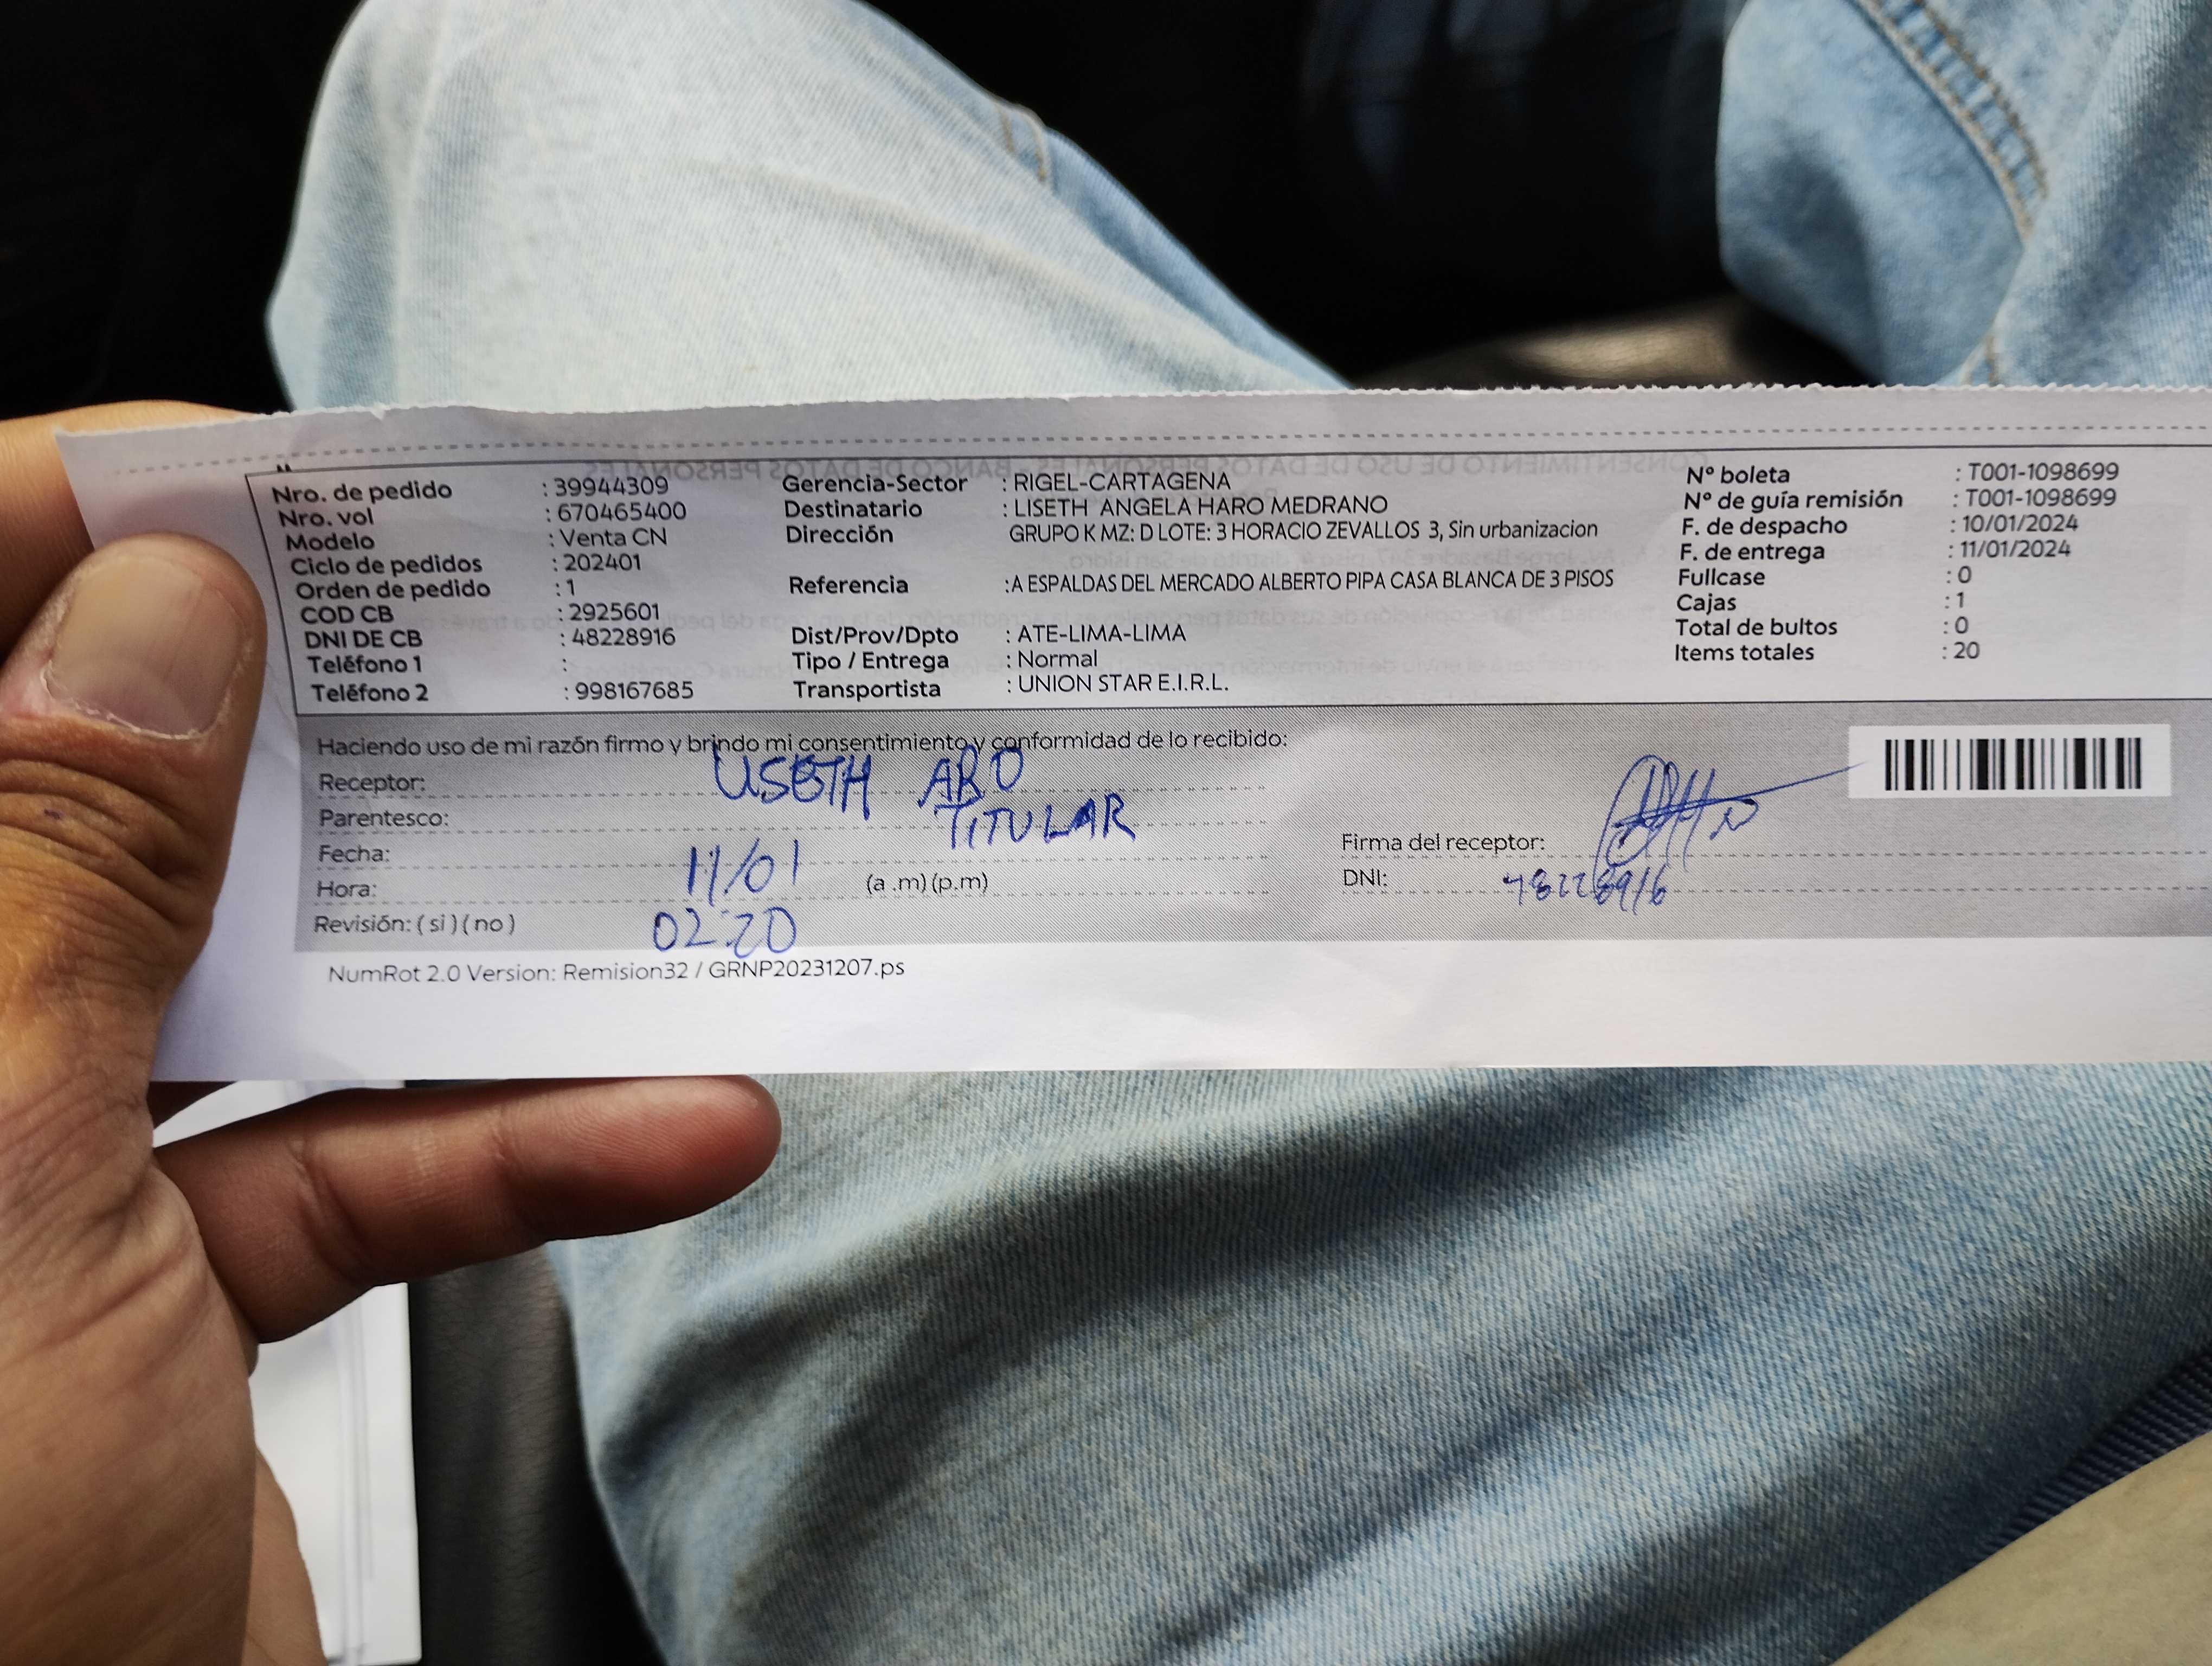 Nro. de pedido : 39944309
Nro. vol : 670465400
Modelo : Venta CN
Ciclo de pedidos : 202401
Orden de pedido : 1
COD CB : 2925601
DNI DE CB : 48228916
Teléfono 1 :
Teléfono 2 : 998167685
Gerencia-Sector : RIGEL-CARTAGENA
Destinatario : LISETH ANGELA HARO MEDRANO
Dirección GRUPO K MZ: D LOTE: 3 HORACIO ZEVALLOS 3, Sin urbanizacion
Referencia :A ESPALDAS DEL MERCADO ALBERTO PIPA CASA BLANCA DE 3 PISOS
Dist/Prov/Dpto : ATE-LIMA-LIMA
Tipo / Entrega : Normal
Transportista : UNION STAR E.I.R.L.
Nº boleta : T001-1098699
Nº de guía remisión : T001-1098699
F. de despacho : 10/01/2024
F. de entrega : 11/01/2024
Fullcase : 0
Cajas : 1
Total de bultos : 0
Items totales : 20
Haciendo uso de mi razón firmo y brindo mi consentimiento y conformidad de lo recibido:
Receptor: LISETH ARO
Parentesco: TITULAR
Fecha: 11/01
Hora: (a .m) (p.m)
Revisión: ( si ) ( no ) 02:20
Firma del receptor:
DNI: 48228916
NumRot 2.0 Version: Remision32 / GRNP20231207.ps